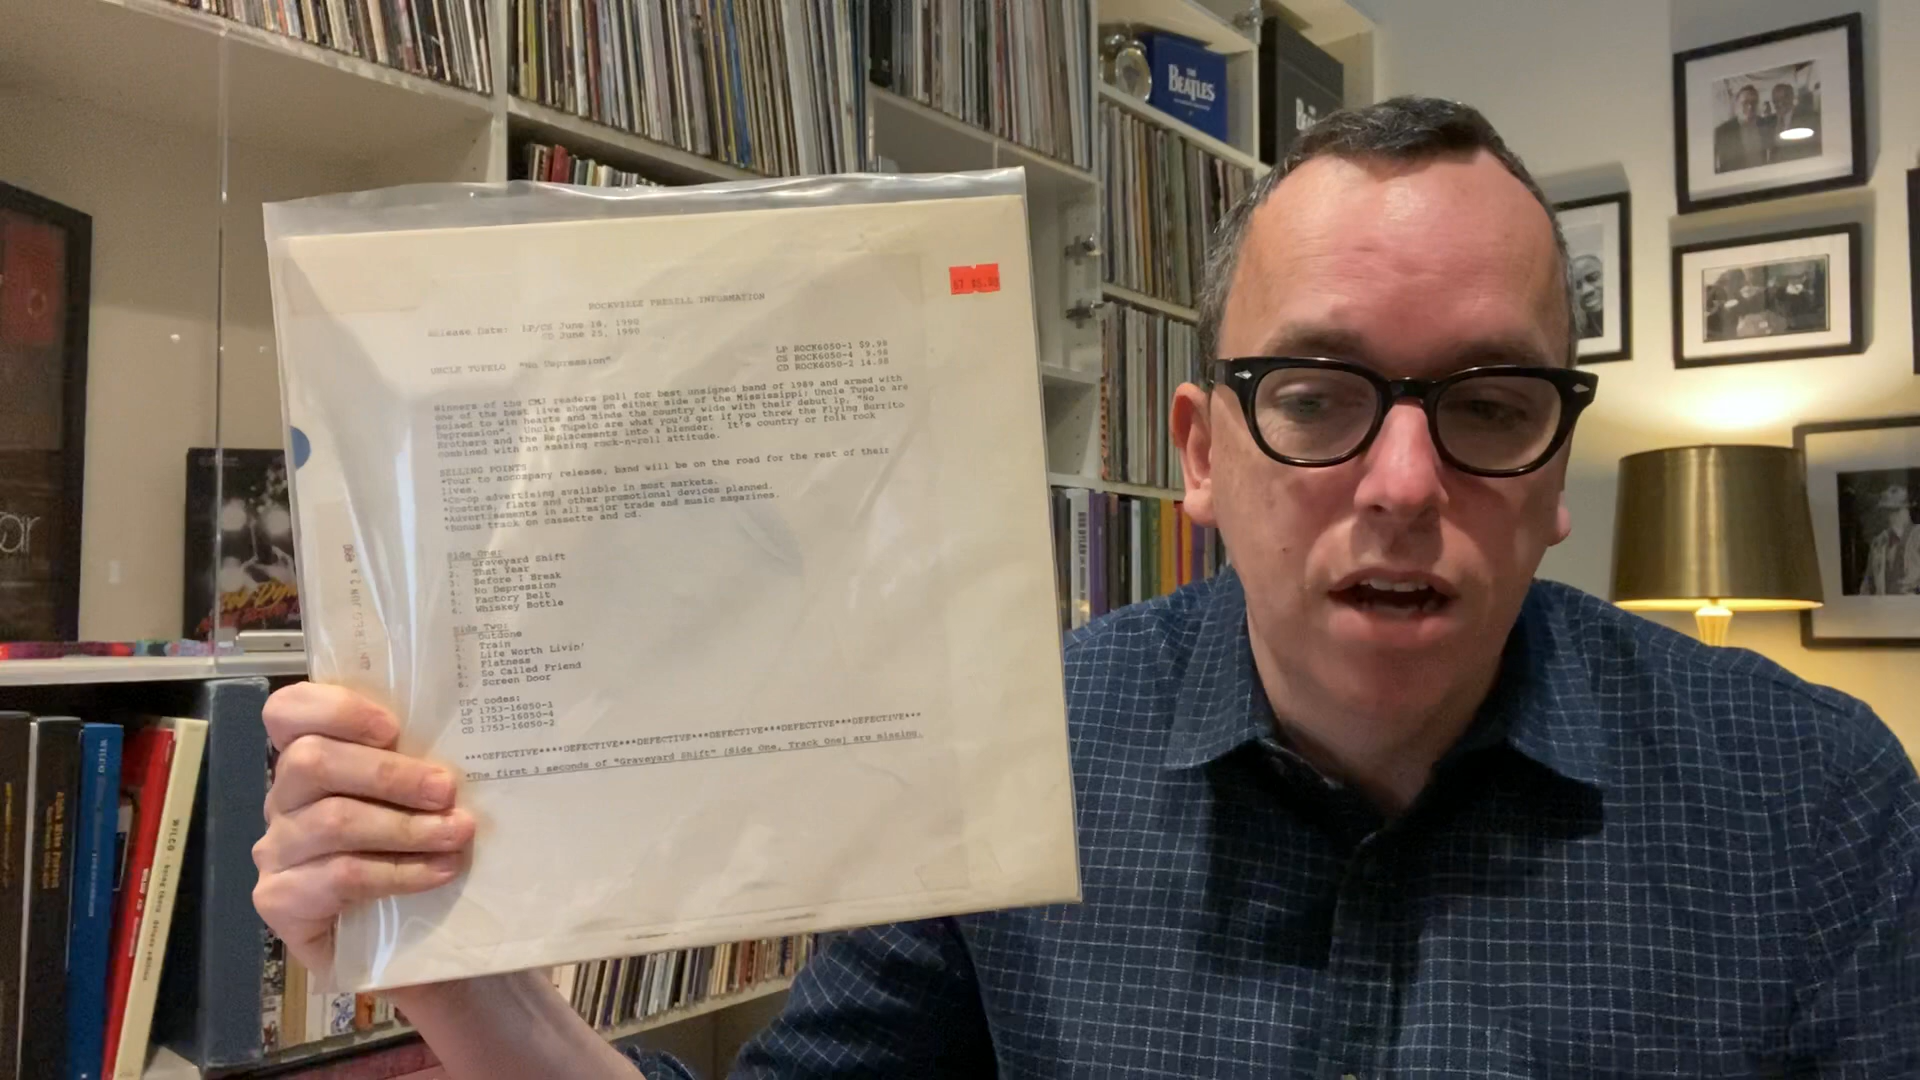 ROCKVILLE PRESELL INFORMATION
Release Date: LP/CS June 18, 1990
CD June 25, 1990
LP ROCK6050-1 $9.98
CS ROCK6050-4 9.98
CD ROCK6050-2 14.98
UNCLE TUPELO "No Depression"
Winners of the CMJ readers poll for best unsigned band of 1989 and armed with
one of the best live shows on either side of the Mississippi; Uncle Tupelo are
poised to win hearts and minds the country wide with their debut lp, "No
Depression". Uncle Tupelo are what you'd get if you threw the Flying Burrito
Brothers and the Replacements into a blender. It's country or folk rock
combined with an amazing rock-n-roll attitude.
SELLING POINTS
*Tour to accompany release, band will be on the road for the rest of their
lives.
*Co-op advertising available in most markets.
*Posters, flats and other promotional devices planned.
*Advertisements in all major trade and music magazines.
*Bonus track on cassette and cd.
Side One:
1. Graveyard Shift
2. That Year
3. Before I Break
4. No Depression
5. Factory Belt
6. Whiskey Bottle
Side Two:
1. Outdone
2. Train
3. Life Worth Livin'
4. Flatness
5. So Called Friend
6. Screen Door
UPC codes:
LP 1753-16050-1
CS 1753-16050-4
CD 1753-16050-2
***DEFECTIVE****DEFECTIVE***DEFECTIVE***DEFECTIVE***DEFECTIVE***DEFECTIVE***
*The first 3 seconds of "Graveyard Shift" (Side One, Track One) are missing.
THE
BEATLES
WILCO
WILCO